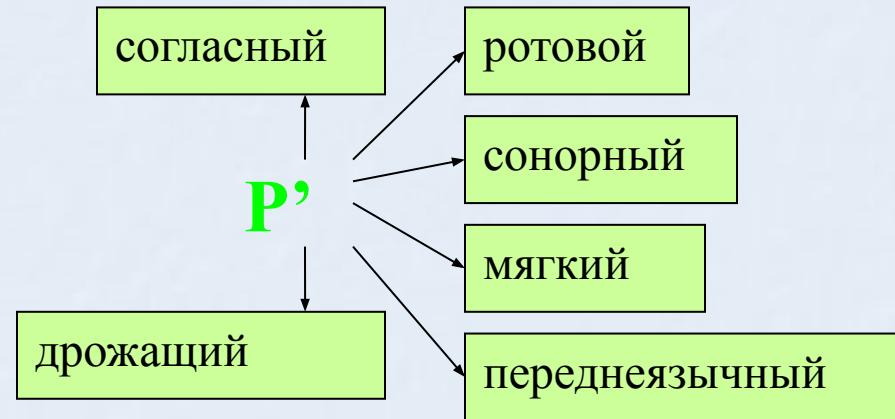 согласный
ротовой
сонорный
Р’
мягкий
дрожащий
переднеязычный